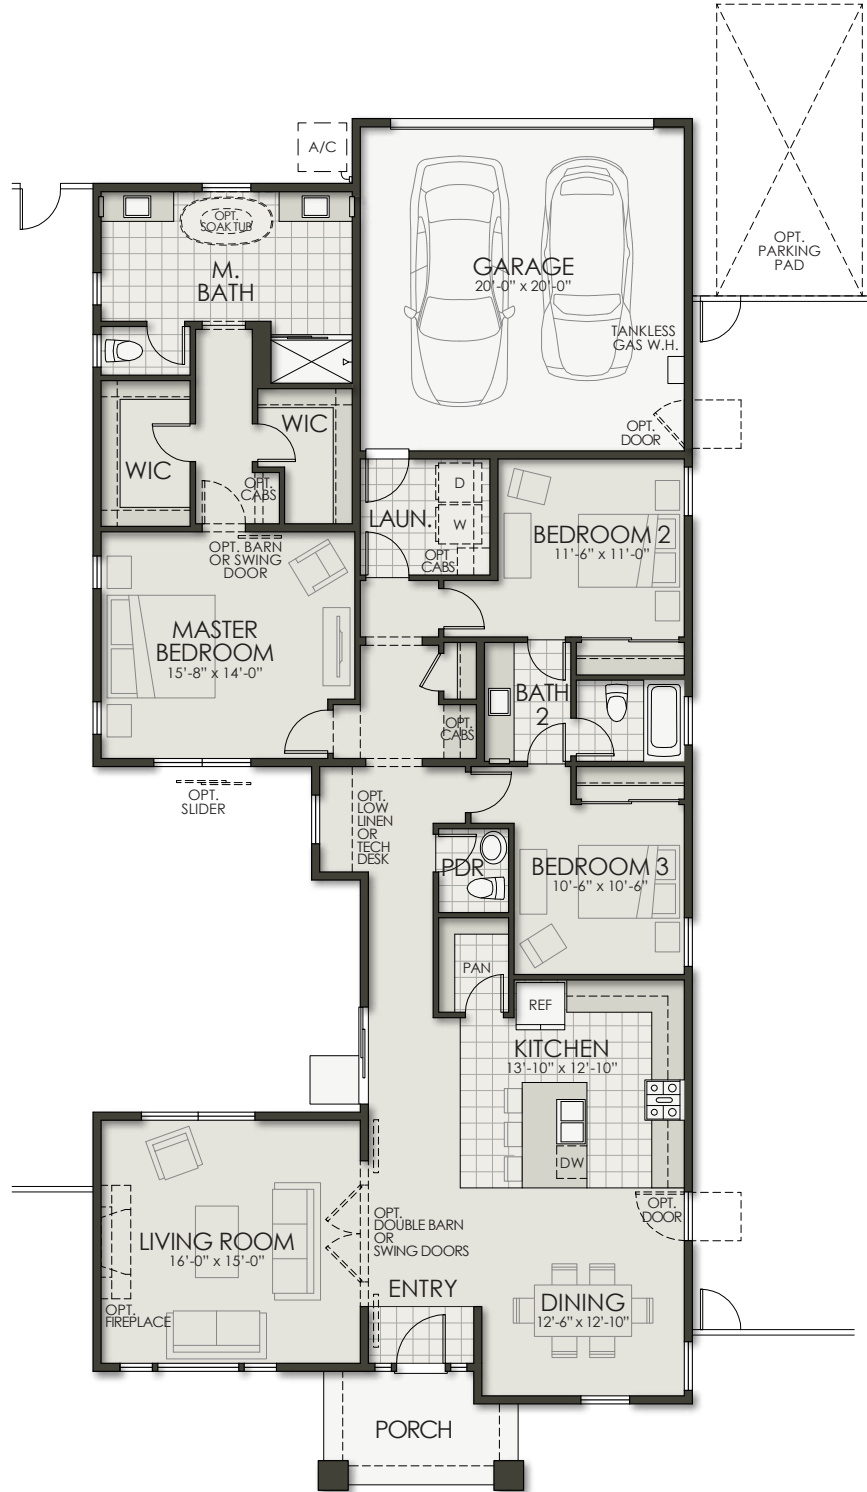 A/C
OPT.
SOAK TUB
M.
BATH
GARAGE
20'-0" x 20'-0"
OPT.
PARKING
PAD
TANKLESS
GAS W.H.
OPT.
DOOR
WIC
WIC
OPT.
CABS
D
W
LAUN.
OPT
CABS
BEDROOM 2
11'-6" x 11'-0"
OPT. BARN
OR SWING
DOOR
MASTER
BEDROOM
15'-8" x 14'-0"
BATH
2
OPT.
CABS
OPT.
SLIDER
OPT.
LOW
LINEN
OR
TECH
DESK
PDR
BEDROOM 3
10'-6" x 10'-6"
PAN
REF
KITCHEN
13'-10" x 12'-10"
DW
OPT.
DOOR
OPT.
DOUBLE BARN
OR
SWING DOORS
LIVING ROOM
16'-0" x 15'-0"
OPT.
FIREPLACE
ENTRY
DINING
12'-6" x 12'-10"
PORCH